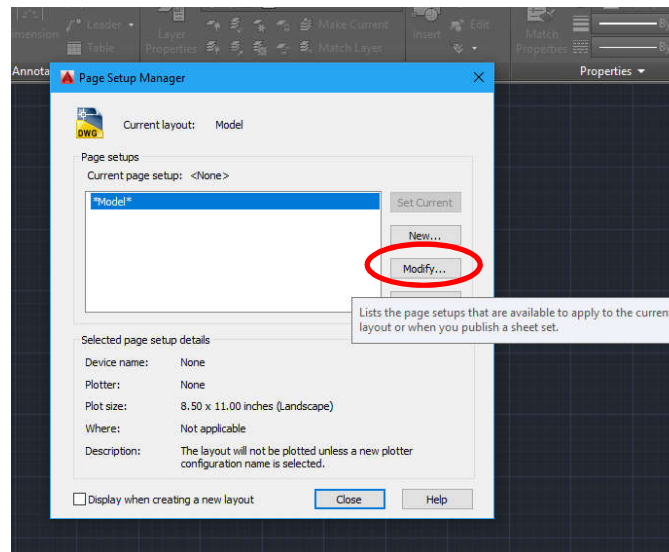 Leader
Make Current
Edit
Layer
Insert
Match
Table
Properties
Match Layer
Properties
Annota
Properties
Page Setup Manager
DWG
Current layout: Model
Page setups
Current page setup: <None>
*Model*
Set Current
New...
Modify...
Lists the page setups that are available to apply to the curren
layout or when you publish a sheet set.
Selected page setup details
Device name: None
Plotter: None
Plot size: 8.50 x 11.00 inches (Landscape)
Where: Not applicable
Description: The layout will not be plotted unless a new plotter
configuration name is selected.
Display when creating a new layout
Close
Help